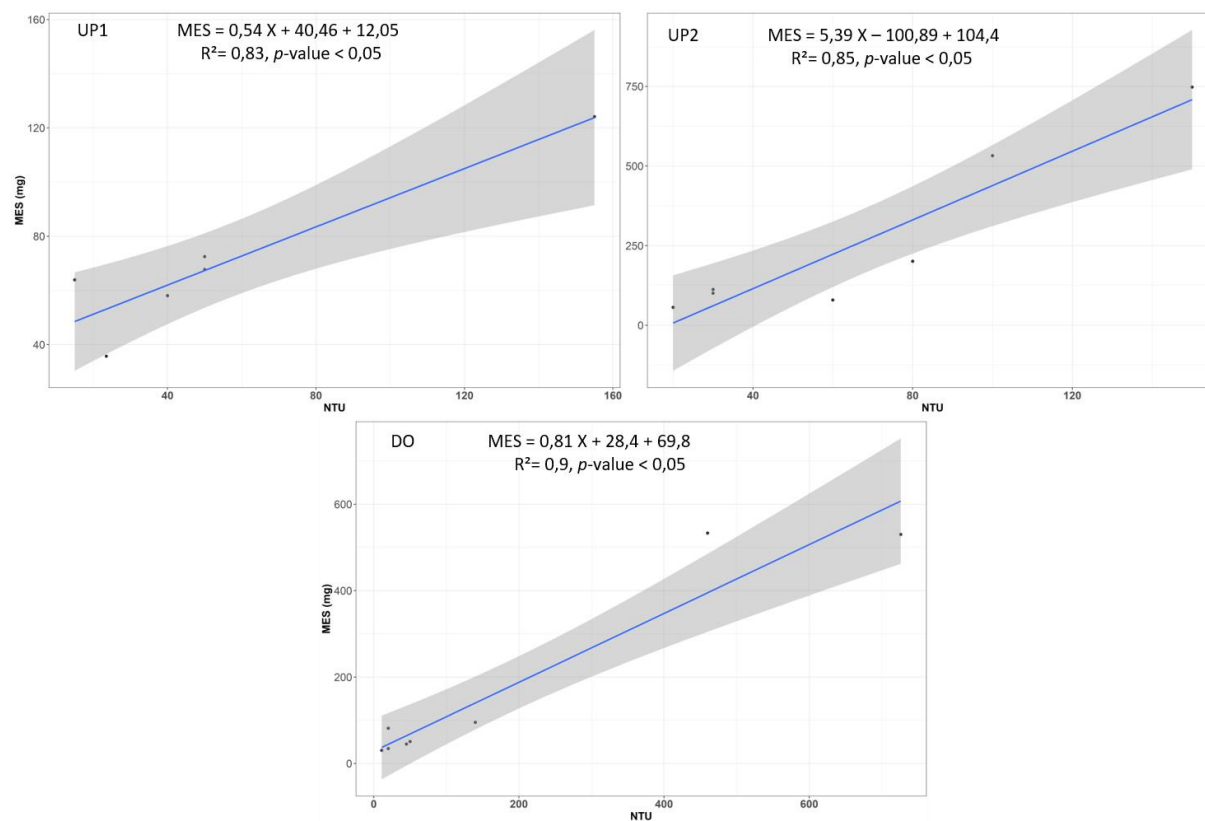 UP1 MES = 0,54 X + 40,46 + 12,05
R²= 0,83, p-value < 0,05
160
120
80
40
MES (mg)
40 80 120 160
NTU
UP2 MES = 5,39 X – 100,89 + 104,4
R²= 0,85, p-value < 0,05
750
500
250
0
40 80 120
NTU
DO MES = 0,81 X + 28,4 + 69,8
R²= 0,9, p-value < 0,05
600
400
200
0
MES (mg)
0 200 400 600
NTU